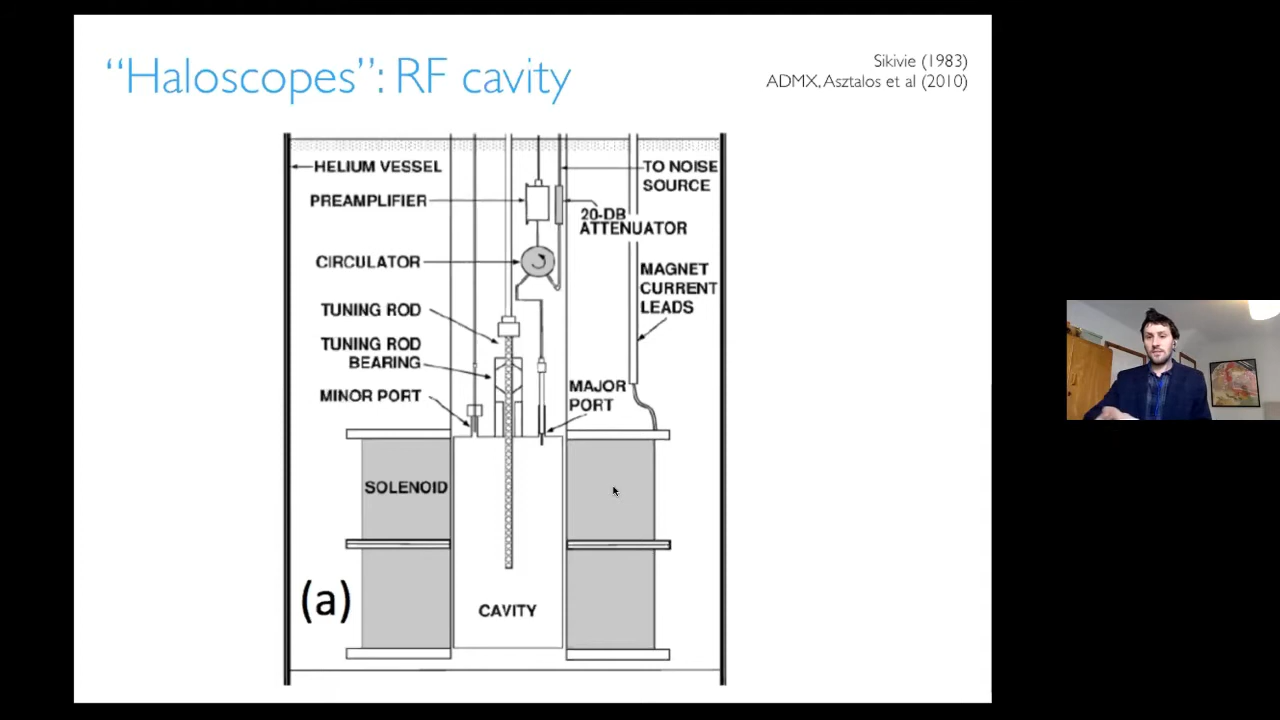 “Haloscopes”: RF cavity
Sikivie (1983)
ADMX, Asztalos et al (2010)
HELIUM VESSEL
TO NOISE
SOURCE
PREAMPLIFIER
20-DB
ATTENUATOR
CIRCULATOR
MAGNET
CURRENT
LEADS
TUNING ROD
TUNING ROD
BEARING
MINOR PORT
MAJOR
PORT
SOLENOID
(a)
CAVITY